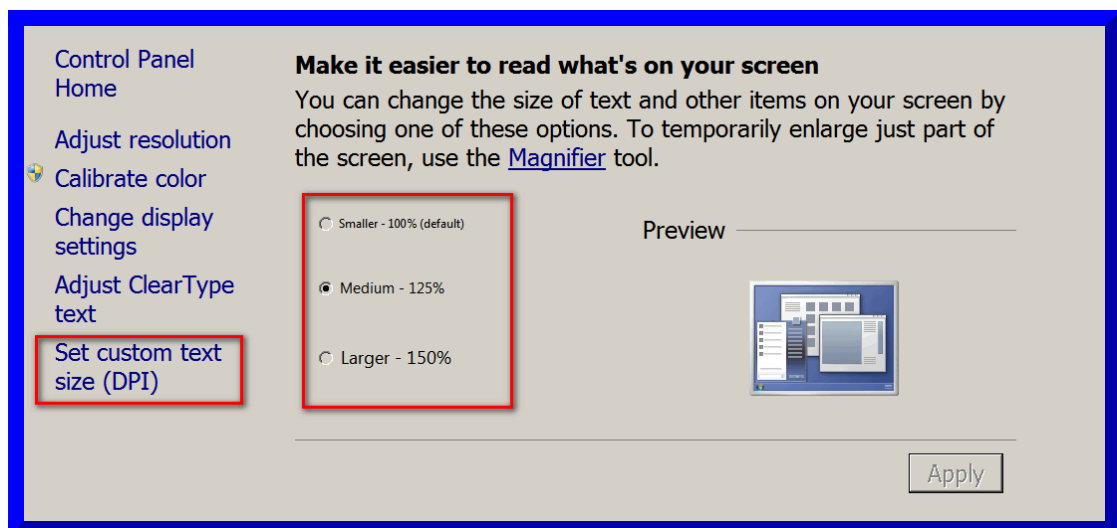 Control Panel
Home
Adjust resolution
Calibrate color
Change display
settings
Adjust ClearType
text
Set custom text
size (DPI)
Make it easier to read what's on your screen
You can change the size of text and other items on your screen by
choosing one of these options. To temporarily enlarge just part of
the screen, use the Magnifier tool.
Smaller - 100% (default)
Medium - 125%
Larger - 150%
Preview
Apply